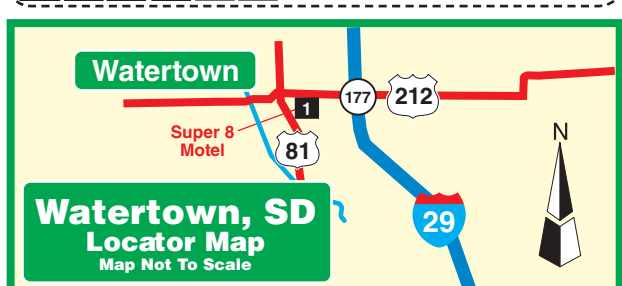 Watertown
177
212
1
Super 8
Motel
81
N
Watertown, SD
Locator Map
Map Not To Scale
29